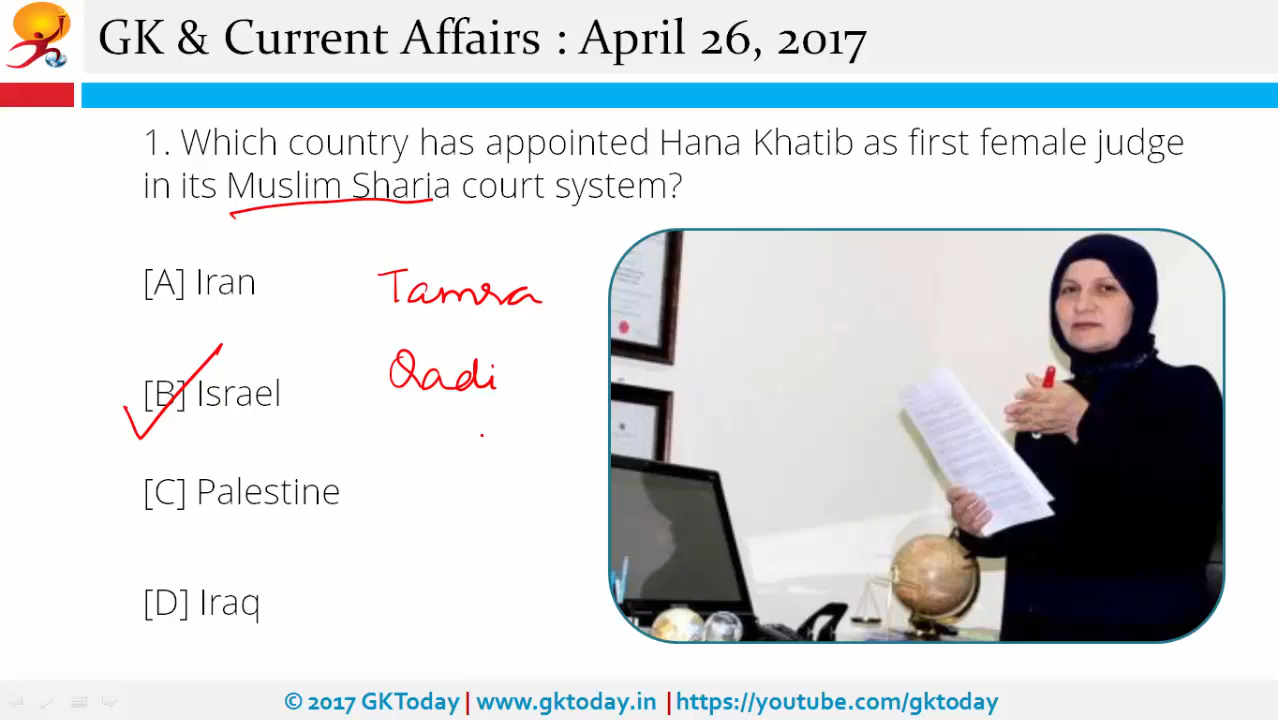 GK & Current Affairs : April 26, 2017
1. Which country has appointed Hana Khatib as first female judge
in its Muslim Sharia court system?
[A] Iran
Tamra
[B] Israel
Qadi
[C] Palestine
[D] Iraq
© 2017 GKToday | www.gktoday.in | https://youtube.com/gktoday